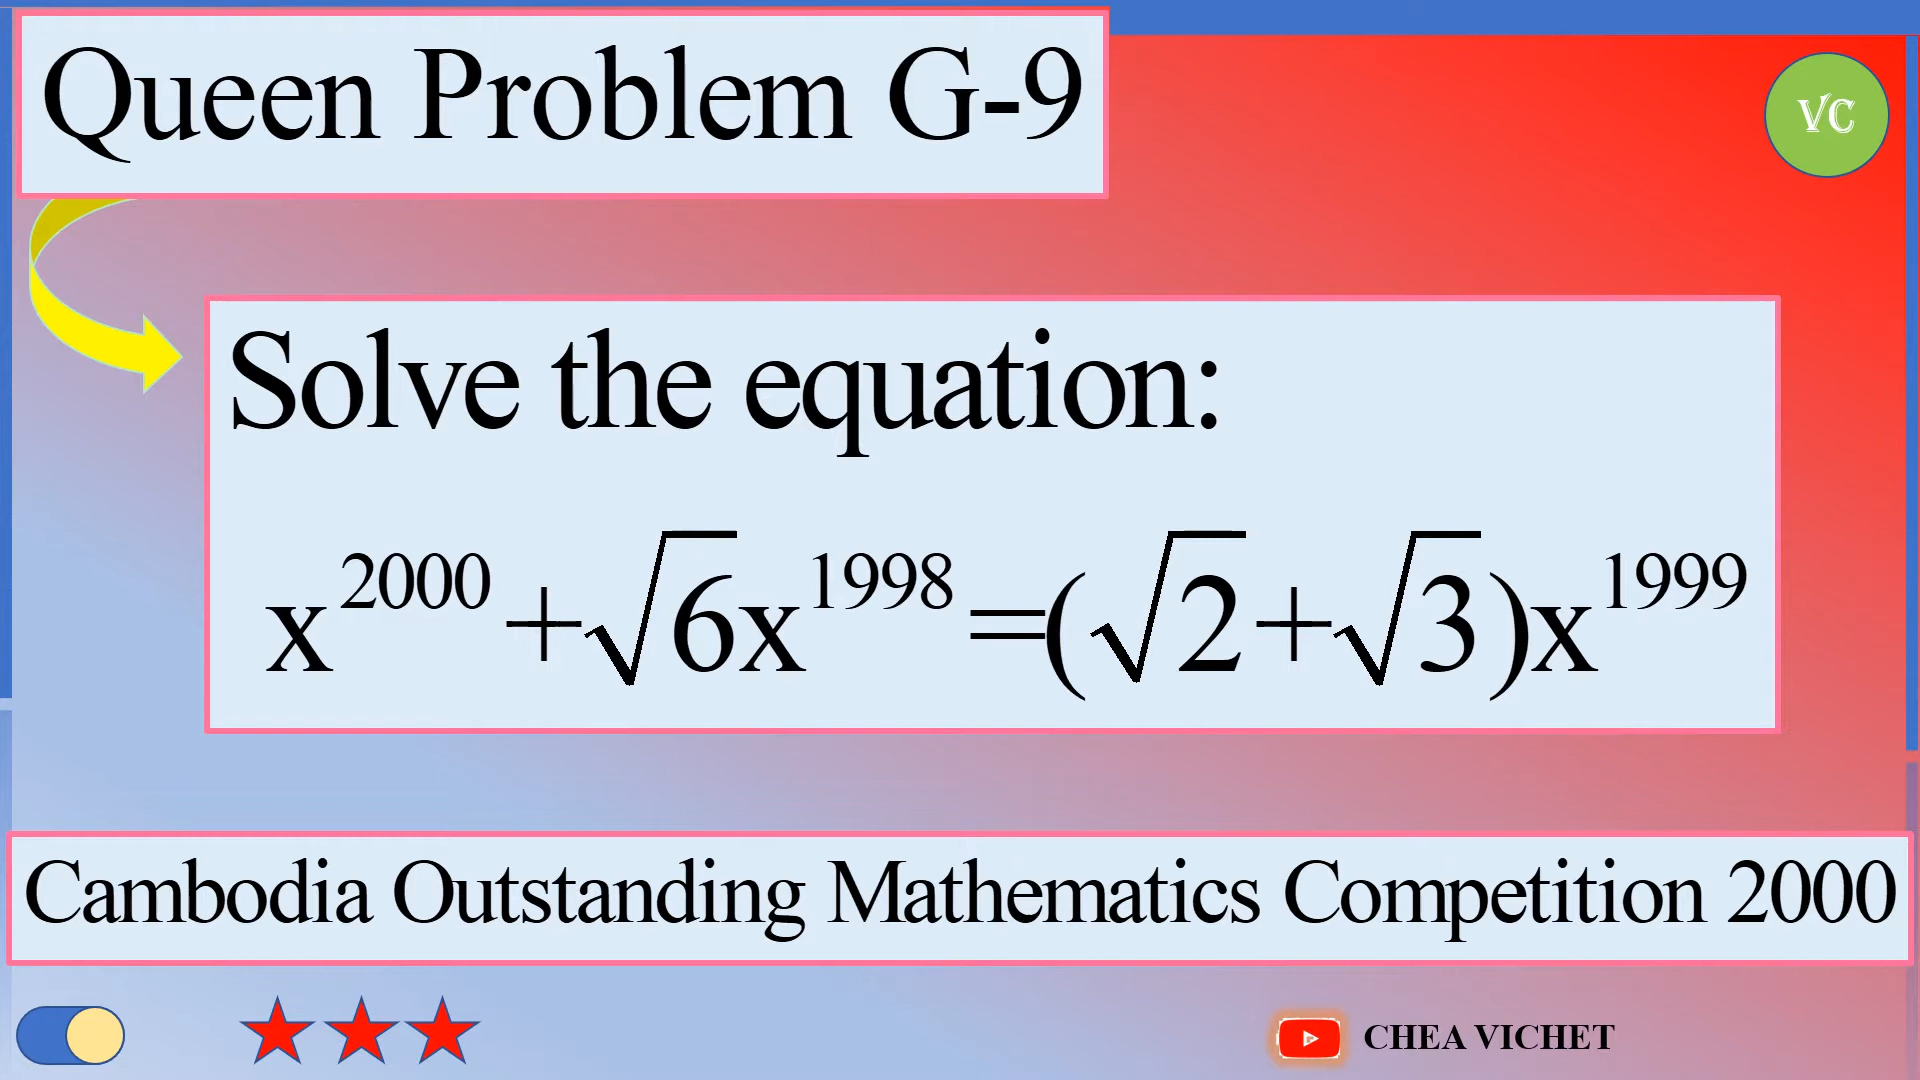 Queen Problem G-9
VC
Solve the equation:
x^2000+√6x^1998=(√2+√3)x^1999
Cambodia Outstanding Mathematics Competition 2000
CHEA VICHET